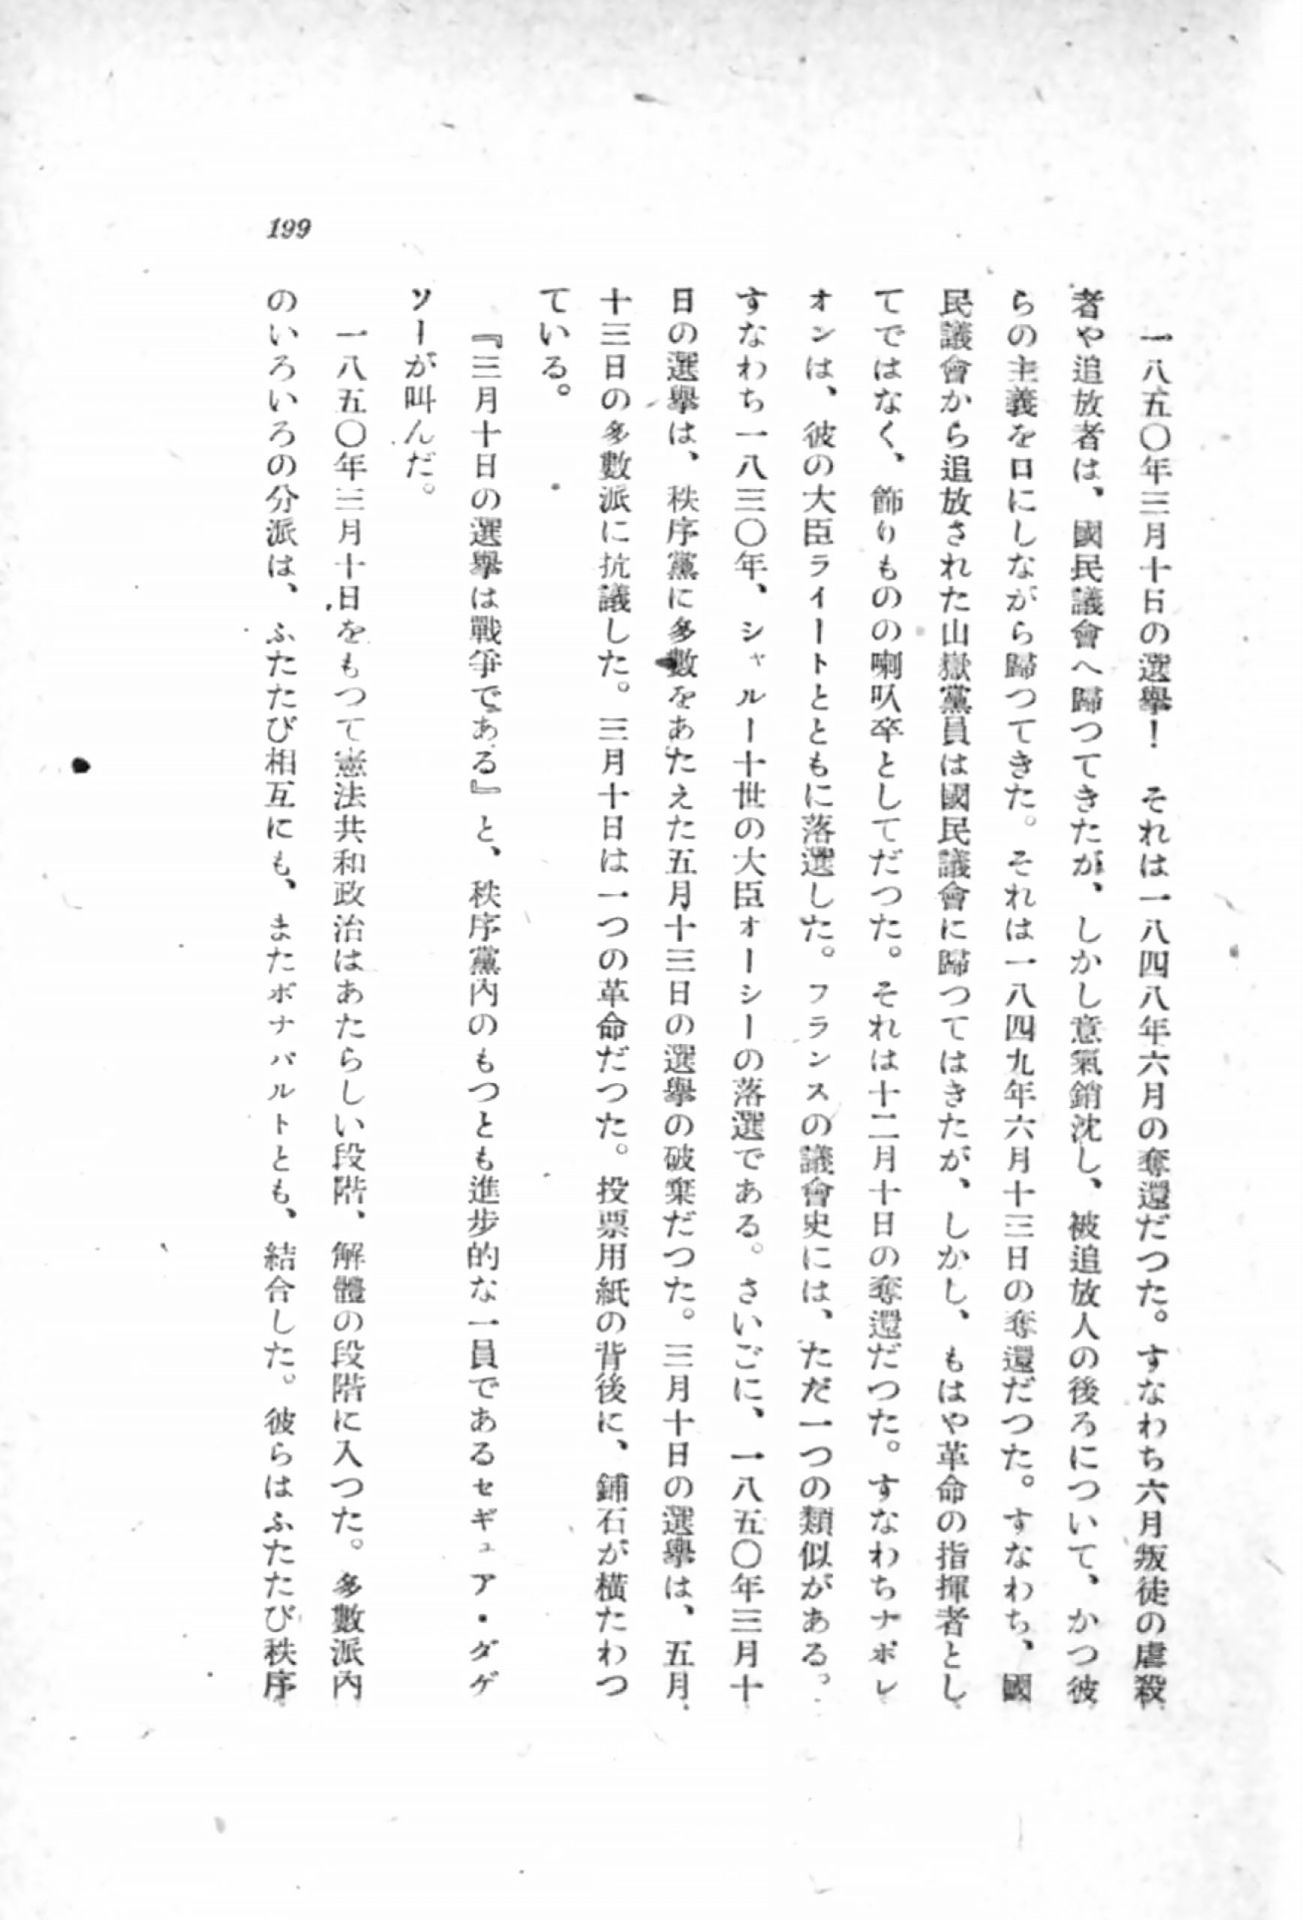 199
一八五〇年三月十日の選擧！　それは一八四八年六月の奪還だつた。すなわち六月叛徒の虐殺
者や追放者は、國民議會へ歸つてきたが、しかし意氣銷沈し、被追放人の後ろについて、かつ彼
らの主義を口にしながら歸つてきた。それは一八四九年六月十三日の奪還だつた。すなわち、國
民議會から追放された山嶽黨員は國民議會に歸つてはきたが、しかし、もはや革命の指揮者とし
てではなく、飾りものの喇叭卒としてだつた。それは十二月十日の奪還だつた。すなわちナポレ
オンは、彼の大臣ライートとともに落選した。フランスの議會史には、ただ一つの類似がある。
すなわち一八三〇年、シャルー十世の大臣オーシーの落選である。さいごに、一八五〇年三月十
日の選擧は、秩序黨に多數をあたえた五月十三日の選擧の破棄だつた。三月十日の選擧は、五月
十三日の多數派に抗議した。三月十日は一つの革命だつた。投票用紙の背後に、鋪石が橫たわつ
ている。
『三月十日の選擧は戰爭である』と、秩序黨內のもつとも進步的な一員であるセギュア・ダゲ
ソーが叫んだ。
一八五〇年三月十日をもつて憲法共和政治はあたらしい段階、解體の段階に入つた。多數派內
のいろいろの分派は、ふたたび相互にも、またボナパルトとも、結合した。彼らはふたたび秩序